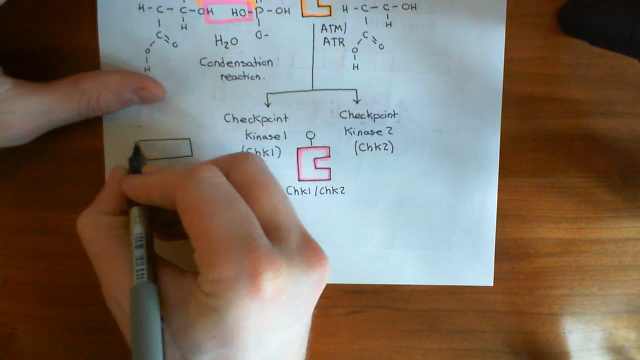 H-C-C-OH HO-P-OH
H
C
O
O
H
O-
H₂O
Condensation
reaction.
ATM/
ATR
H-C-C-OH
H
C
O
O
H
Checkpoint
Kinase 1
(Chk1)
Checkpoint
Kinase 2
(Chk2)
Chk1/Chk2